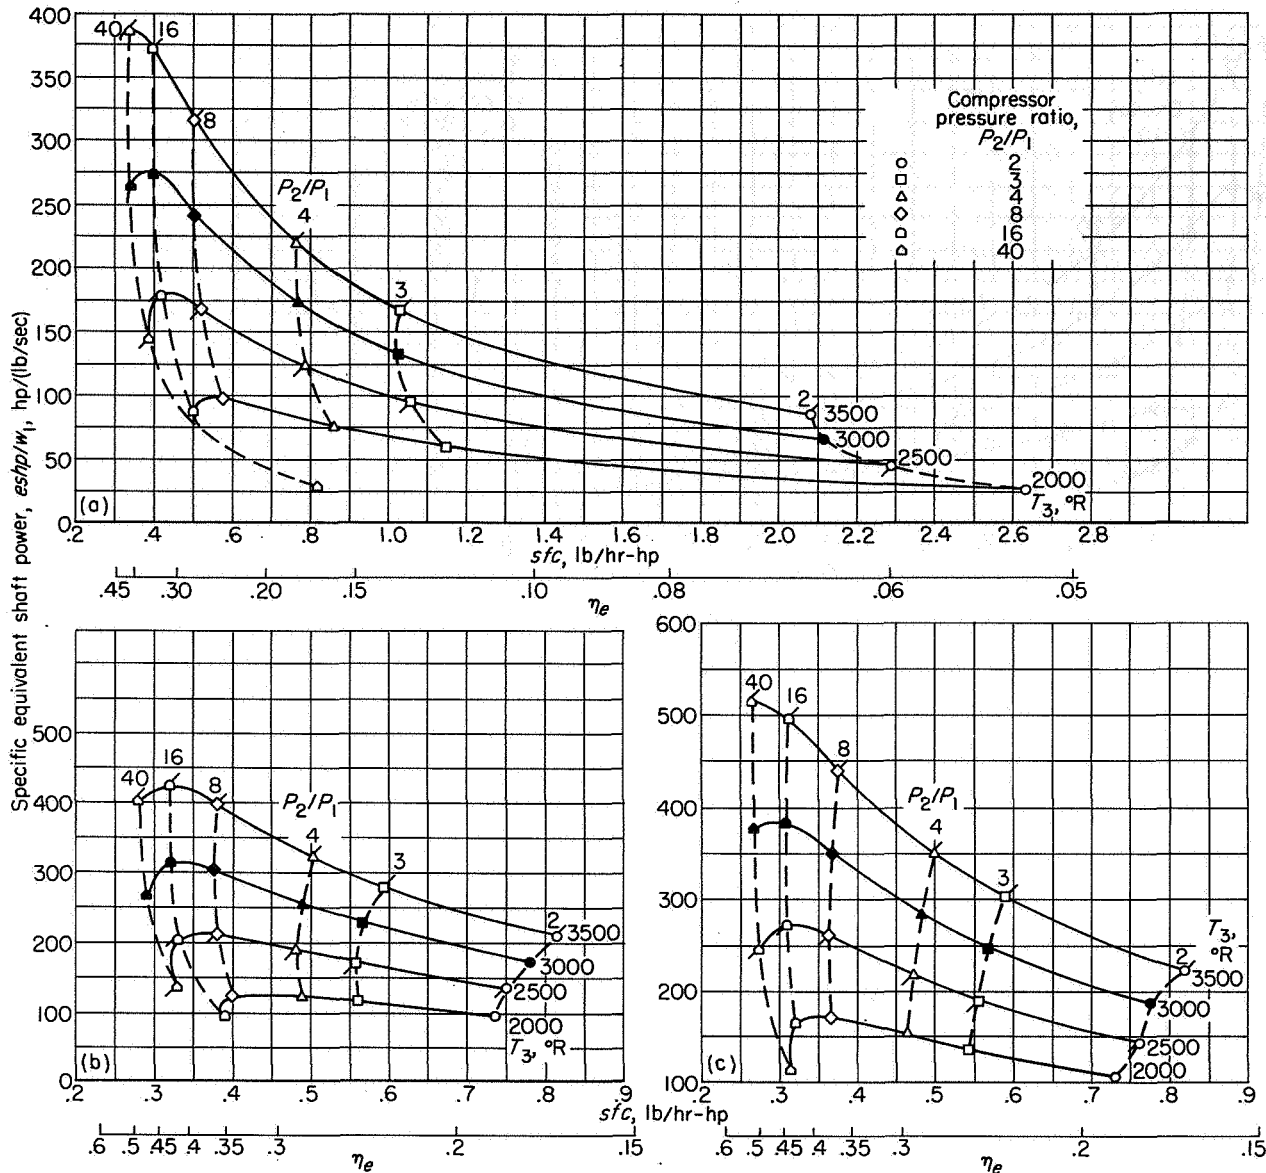 Specific equivalent shaft power, eshp/w₁, hp/(lb/sec)
400
350
300
250
200
150
100
50
0
40
16
8
P₂/P₁
4
3
2
3500
3000
2500
2000
T₃, °R
Compressor
pressure ratio,
P₂/P₁
2
3
4
8
16
40
(a)
.2 .4 .6 .8 1.0 1.2 1.4 1.6 1.8 2.0 2.2 2.4 2.6 2.8
sfc, lb/hr-hp
.45 .30 .20 .15 .10 .08 .06 .05
ηe
500
400
300
200
100
0
40
16
8
P₂/P₁
4
3
2
3500
3000
2500
2000
T₃, °R
(b)
.2 .3 .4 .5 .6 .7 .8 .9
600
500
400
300
200
100
40
16
8
P₂/P₁
4
3
T₃,
°R
2
3500
3000
2500
2000
(c)
.2 .3 .4 .5 .6 .7 .8 .9
sfc, lb/hr-hp
.6 .5 .45 .4 .35 .3 .2 .15
ηe
.6 .5 .45 .4 .35 .3 .2 .15
ηe